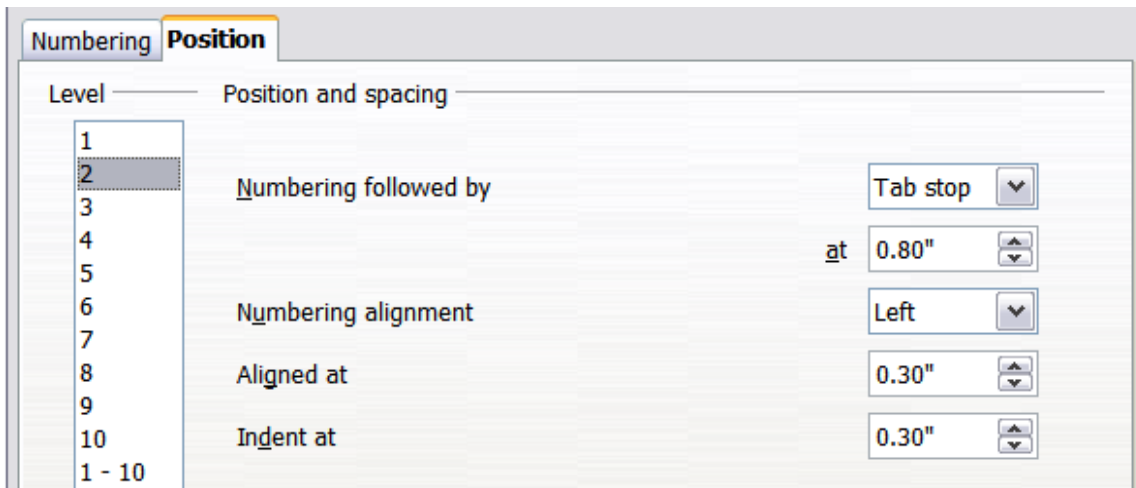 Numbering Position
Level Position and spacing
1
2
3
4
5
6
7
8
9
10
1 - 10
Numbering followed by Tab stop
at 0.80"
Numbering alignment Left
Aligned at 0.30"
Indent at 0.30"